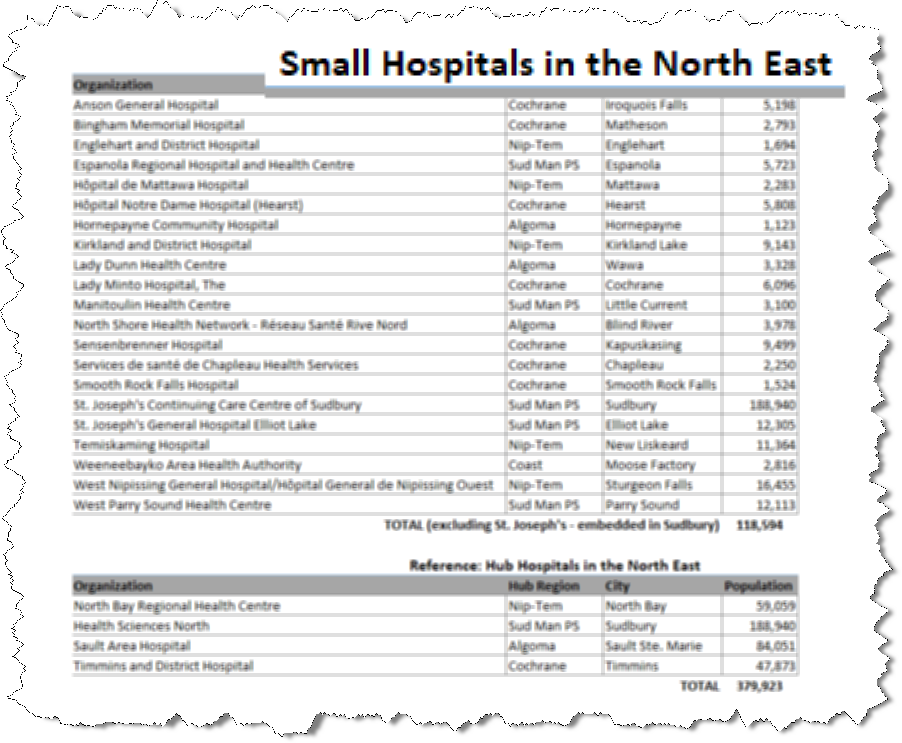 Small Hospitals in the North East
Organization
Anson General Hospital Cochrane Iroquois Falls 5,198
Bingham Memorial Hospital Cochrane Matheson 2,793
Englehart and District Hospital Nip-Tem Englehart 1,694
Espanola Regional Hospital and Health Centre Sud Man PS Espanola 5,723
Hôpital de Mattawa Hospital Nip-Tem Mattawa 2,283
Hôpital Notre Dame Hospital (Hearst) Cochrane Hearst 5,808
Hornepayne Community Hospital Algoma Hornepayne 1,123
Kirkland and District Hospital Nip-Tem Kirkland Lake 9,143
Lady Dunn Health Centre Algoma Wawa 3,328
Lady Minto Hospital, The Cochrane Cochrane 6,096
Manitoulin Health Centre Sud Man PS Little Current 3,100
North Shore Health Network - Réseau Santé Rive Nord Algoma Blind River 3,978
Sensenbrenner Hospital Cochrane Kapuskasing 9,499
Services de santé de Chapleau Health Services Cochrane Chapleau 2,250
Smooth Rock Falls Hospital Cochrane Smooth Rock Falls 1,524
St. Joseph's Continuing Care Centre of Sudbury Sud Man PS Sudbury 188,940
St. Joseph's General Hospital Elliot Lake Sud Man PS Elliot Lake 12,305
Temiskaming Hospital Nip-Tem New Liskeard 11,364
Weeneebayko Area Health Authority Coast Moose Factory 2,816
West Nipissing General Hospital/Hôpital General de Nipissing Ouest Nip-Tem Sturgeon Falls 16,455
West Parry Sound Health Centre Sud Man PS Parry Sound 12,113
TOTAL (excluding St. Joseph's - embedded in Sudbury) 118,594
Reference: Hub Hospitals in the North East
Organization Hub Region City Population
North Bay Regional Health Centre Nip-Tem North Bay 59,059
Health Sciences North Sud Man PS Sudbury 188,940
Sault Area Hospital Algoma Sault Ste. Marie 84,051
Timmins and District Hospital Cochrane Timmins 47,873
TOTAL 379,923